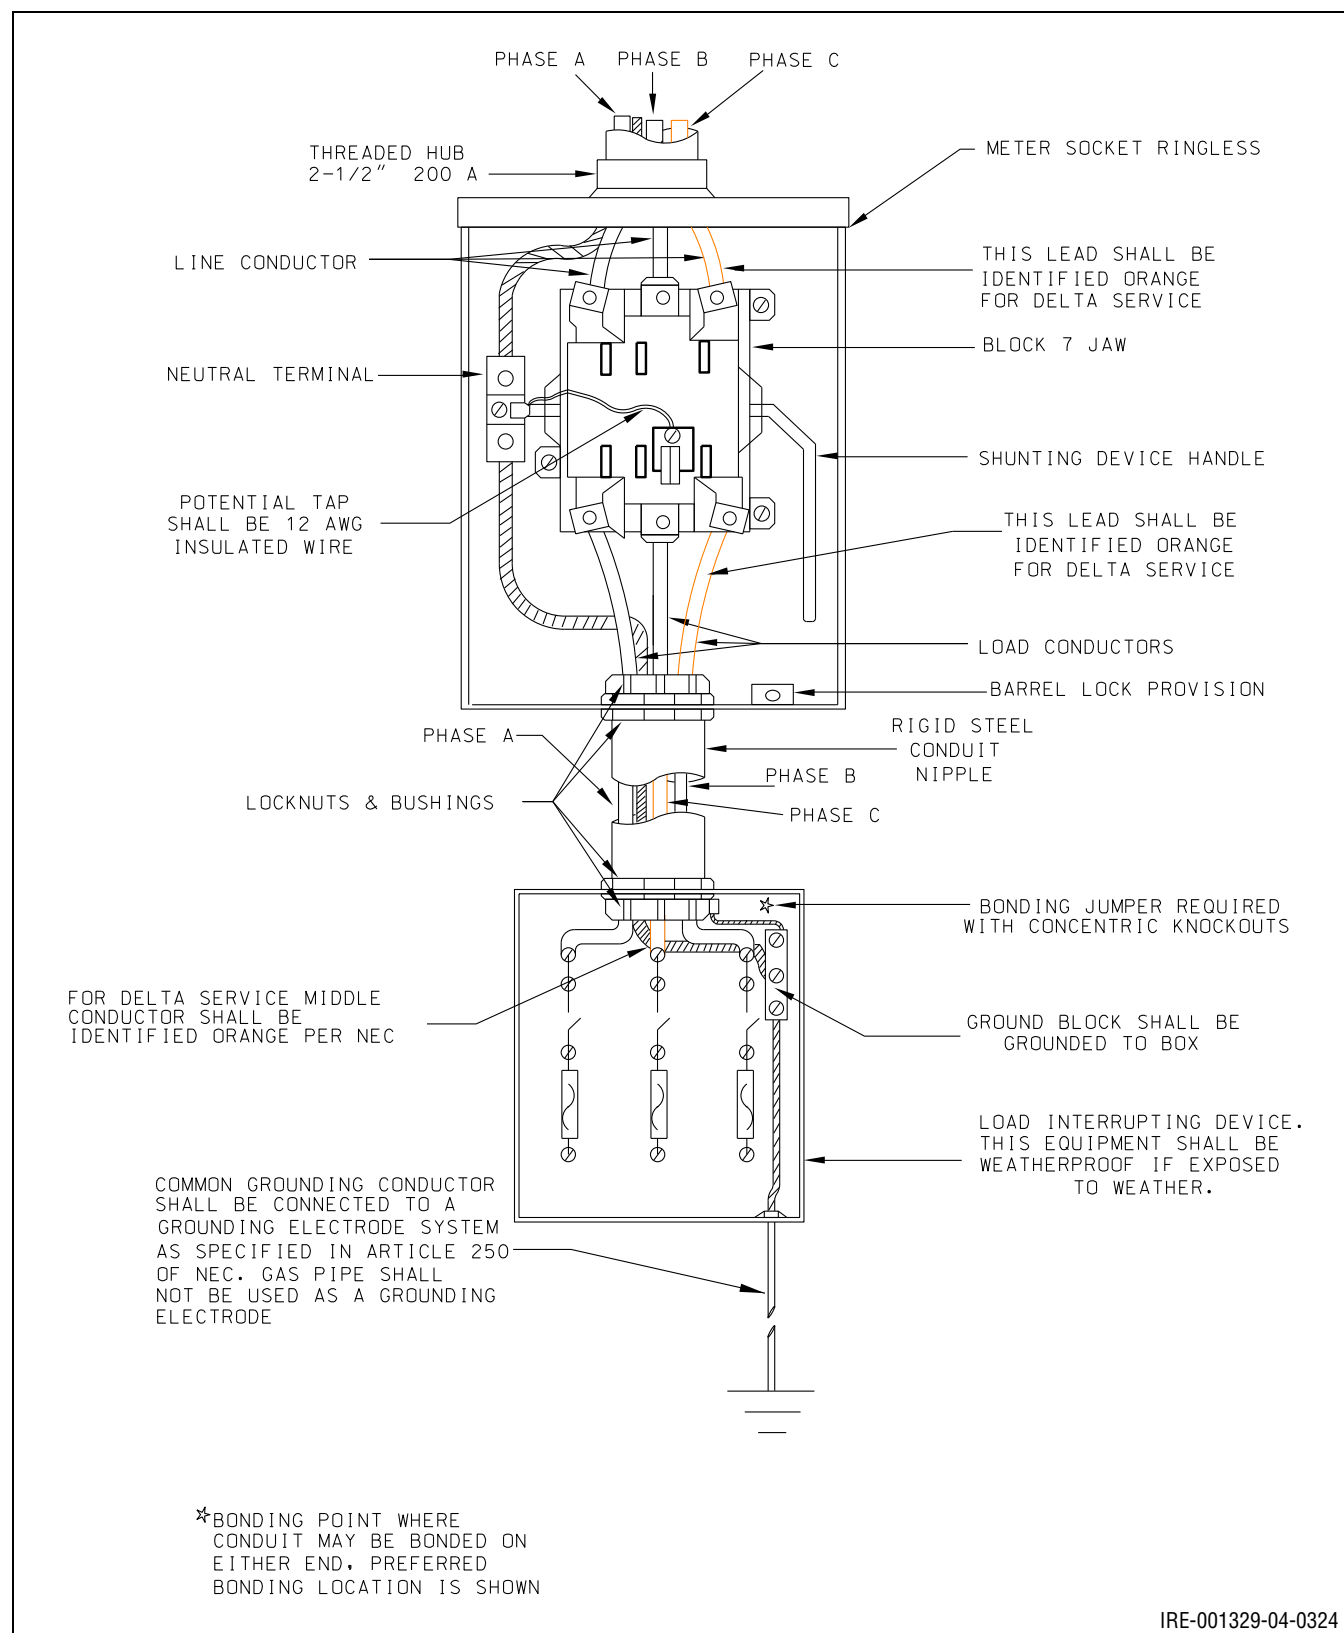 PHASE A
PHASE B
PHASE C
THREADED HUB
2-1/2" 200 A
METER SOCKET RINGLESS
LINE CONDUCTOR
THIS LEAD SHALL BE
IDENTIFIED ORANGE
FOR DELTA SERVICE
BLOCK 7 JAW
NEUTRAL TERMINAL
SHUNTING DEVICE HANDLE
POTENTIAL TAP
SHALL BE 12 AWG
INSULATED WIRE
THIS LEAD SHALL BE
IDENTIFIED ORANGE
FOR DELTA SERVICE
LOAD CONDUCTORS
BARREL LOCK PROVISION
RIGID STEEL
CONDUIT
NIPPLE
PHASE A
PHASE B
LOCKNUTS & BUSHINGS
PHASE C
BONDING JUMPER REQUIRED
WITH CONCENTRIC KNOCKOUTS
FOR DELTA SERVICE MIDDLE
CONDUCTOR SHALL BE
IDENTIFIED ORANGE PER NEC
GROUND BLOCK SHALL BE
GROUNDED TO BOX
LOAD INTERRUPTING DEVICE.
THIS EQUIPMENT SHALL BE
WEATHERPROOF IF EXPOSED
TO WEATHER.
COMMON GROUNDING CONDUCTOR
SHALL BE CONNECTED TO A
GROUNDING ELECTRODE SYSTEM
AS SPECIFIED IN ARTICLE 250
OF NEC. GAS PIPE SHALL
NOT BE USED AS A GROUNDING
ELECTRODE
☆BONDING POINT WHERE
CONDUIT MAY BE BONDED ON
EITHER END. PREFERRED
BONDING LOCATION IS SHOWN
IRE-001329-04-0324